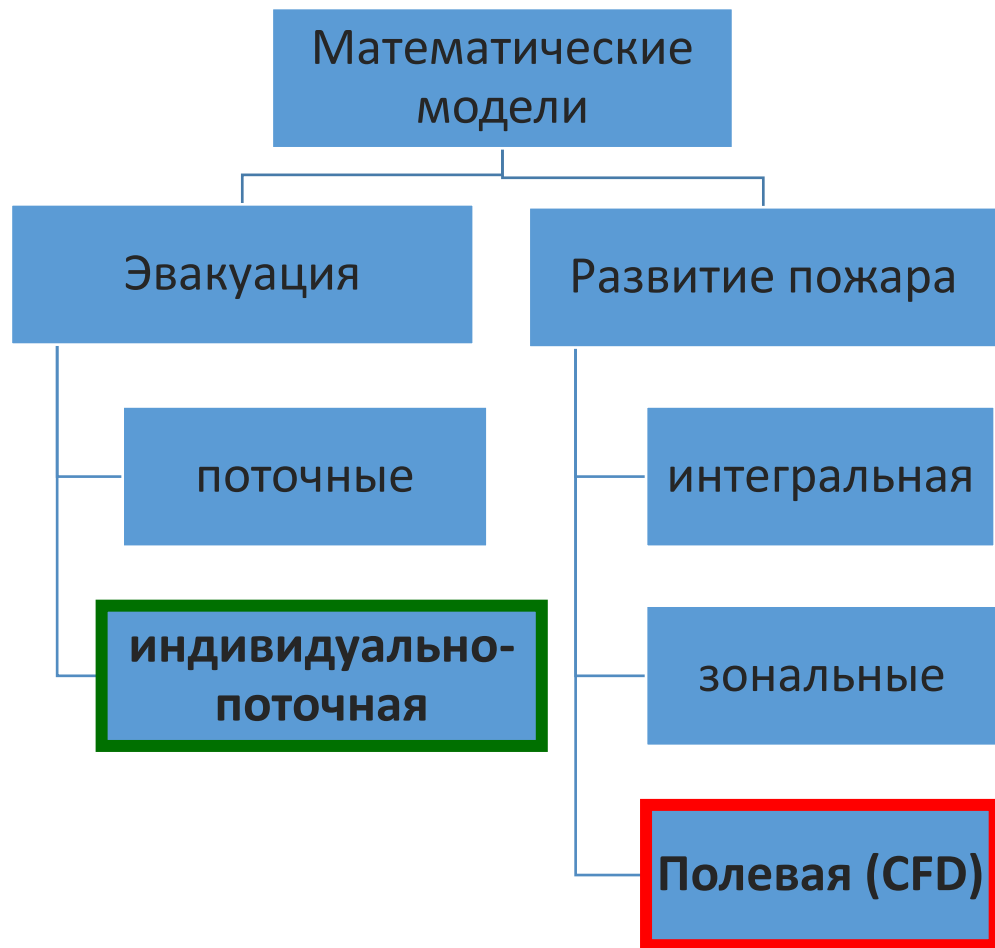 Математические
модели
Эвакуация
Развитие пожара
поточные
интегральная
индивидуально-
поточная
зональные
Полевая (CFD)